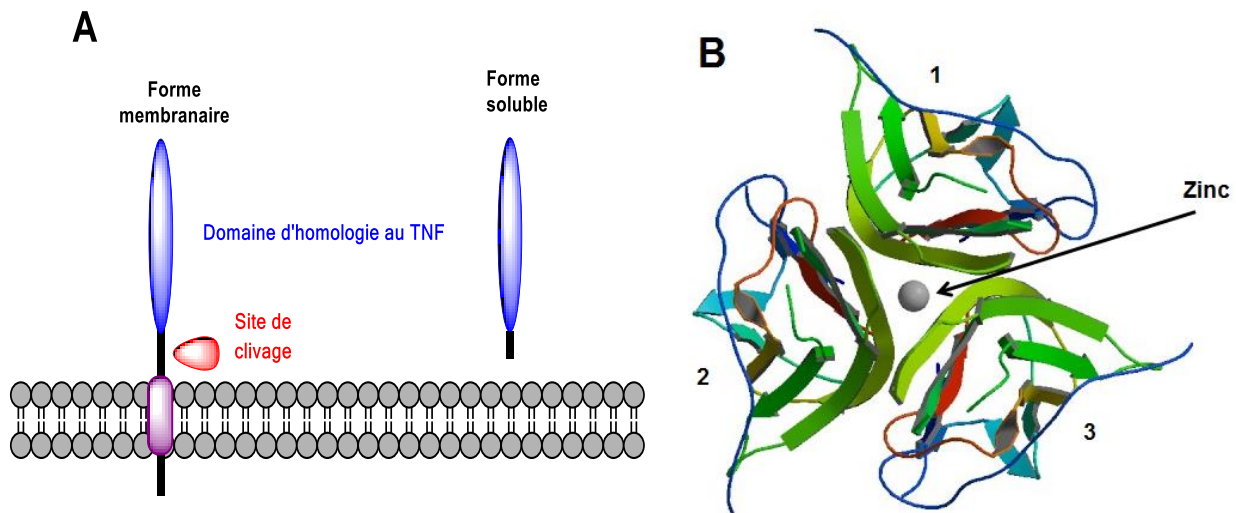 A
Forme
membranaire
Forme
soluble
Domaine d'homologie au TNF
Site de
clivage
B
1
Zinc
2
3